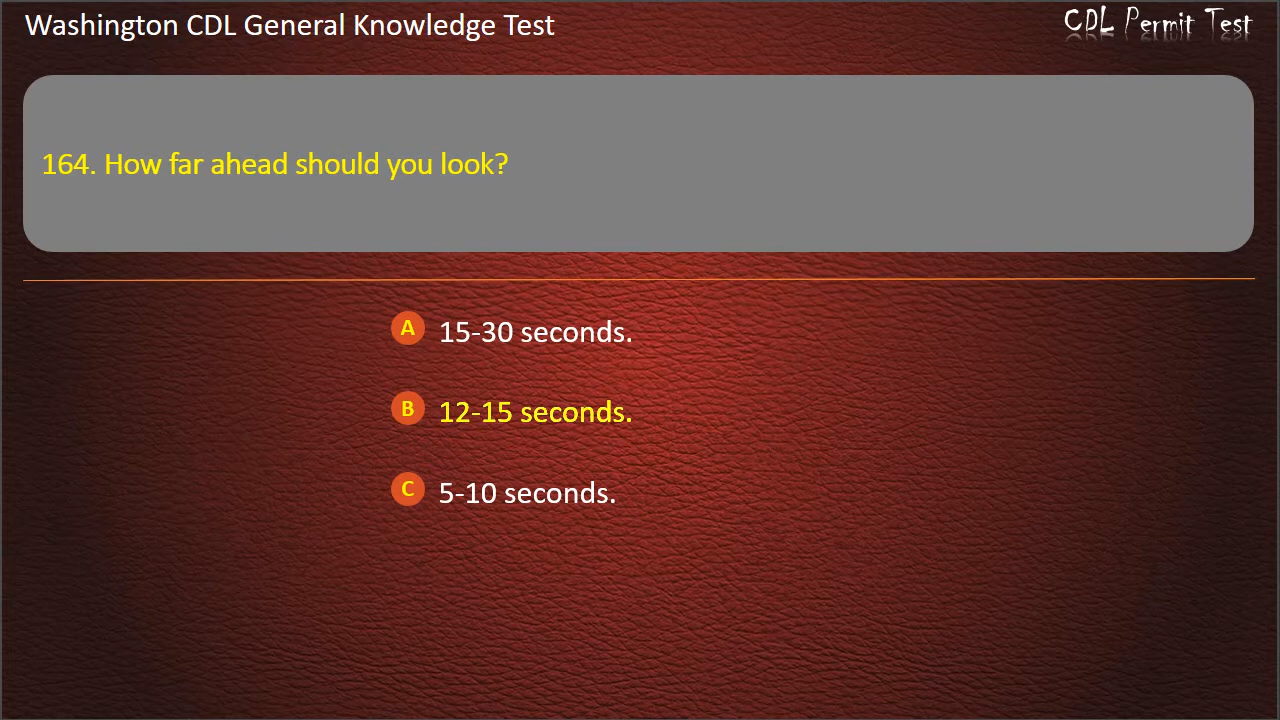 Washington CDL General Knowledge Test
CDL Permit Test
164. How far ahead should you look?
A 15-30 seconds.
B 12-15 seconds.
C 5-10 seconds.